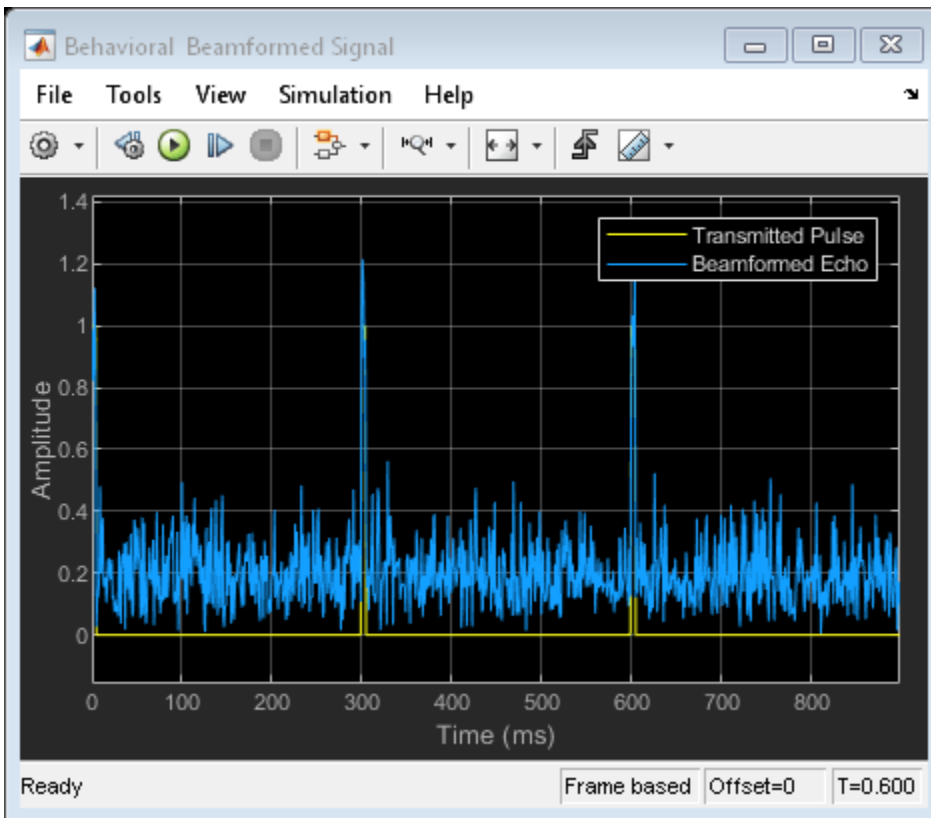 Behavioral Beamformed Signal
File Tools View Simulation Help
1.4
1.2
1
0.8
0.6
0.4
0.2
0
Amplitude
Transmitted Pulse
Beamformed Echo
0 100 200 300 400 500 600 700 800
Time (ms)
Ready Frame based Offset=0 T=0.600